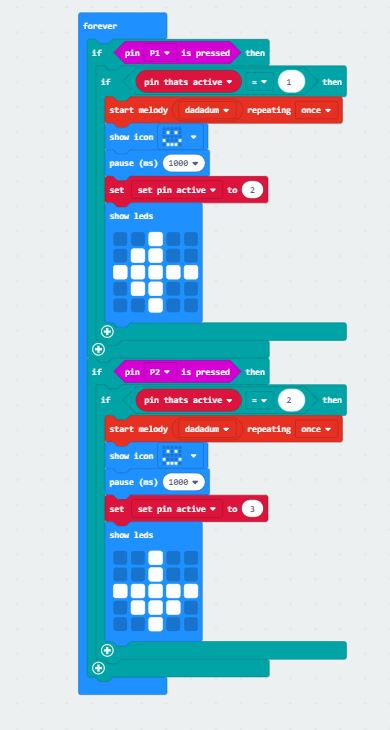 forever
if pin P1 is pressed then
if pin thats active = 1 then
start melody dadadum repeating once
show icon
pause (ms) 1000
set set pin active to 2
show leds
if pin P2 is pressed then
if pin thats active = 2 then
start melody dadadum repeating once
show icon
pause (ms) 1000
set set pin active to 3
show leds